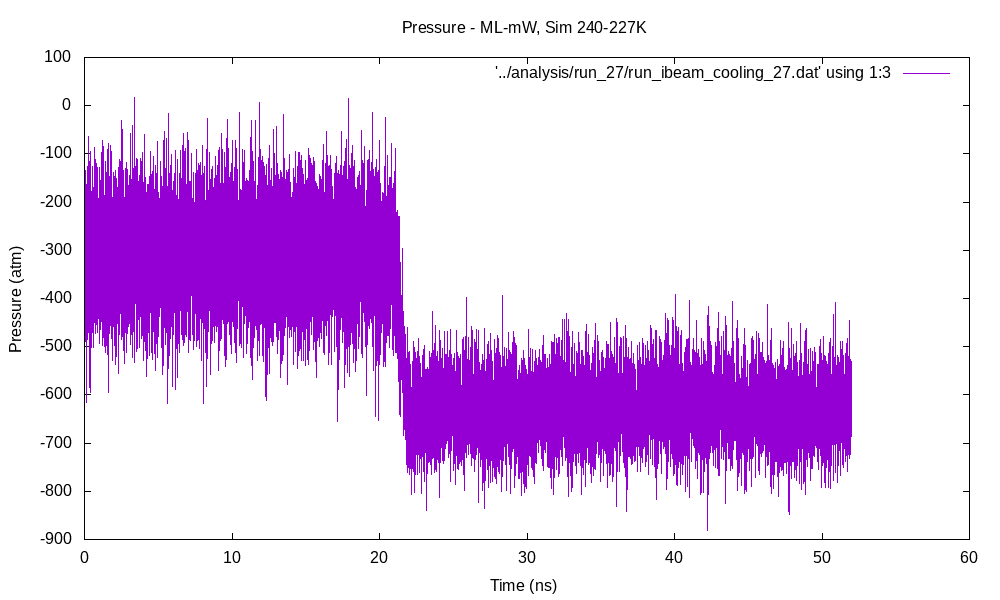 Pressure - ML-mW, Sim 240-227K
'../analysis/run_27/run_ibeam_cooling_27.dat' using 1:3
100
0
-100
-200
-300
-400
-500
-600
-700
-800
-900
Pressure (atm)
0 10 20 30 40 50 60
Time (ns)